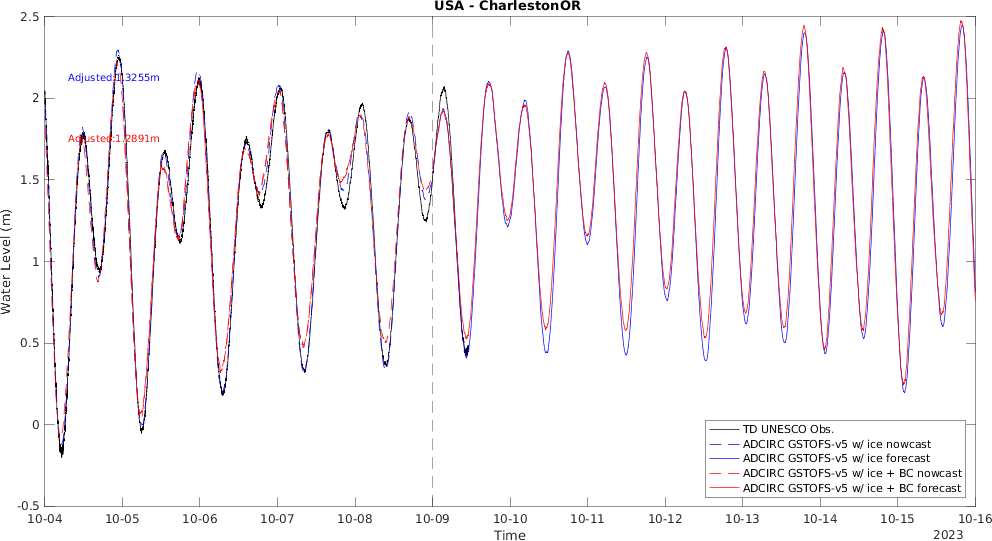 USA - CharlestonOR
2.5
2
1.5
1
0.5
0
-0.5
Water Level (m)
Adjusted:1.3255m
Adjusted:1.2891m
TD UNESCO Obs.
ADCIRC GSTOFS-v5 w/ ice nowcast
ADCIRC GSTOFS-v5 w/ ice forecast
ADCIRC GSTOFS-v5 w/ ice + BC nowcast
ADCIRC GSTOFS-v5 w/ ice + BC forecast
10-04 10-05 10-06 10-07 10-08 10-09 10-10 10-11 10-12 10-13 10-14 10-15 10-16
Time
2023